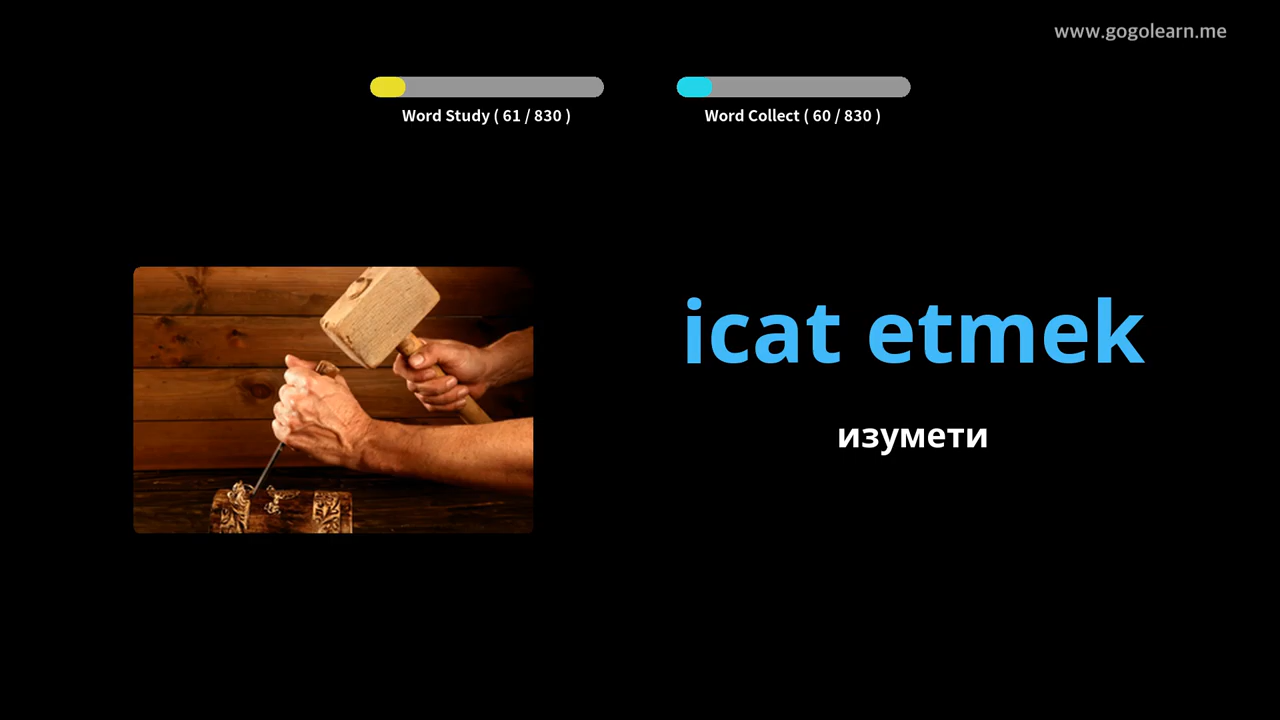 www.gogolearn.me
Word Study ( 61 / 830 )
Word Collect ( 60 / 830 )
icat etmek
изумети